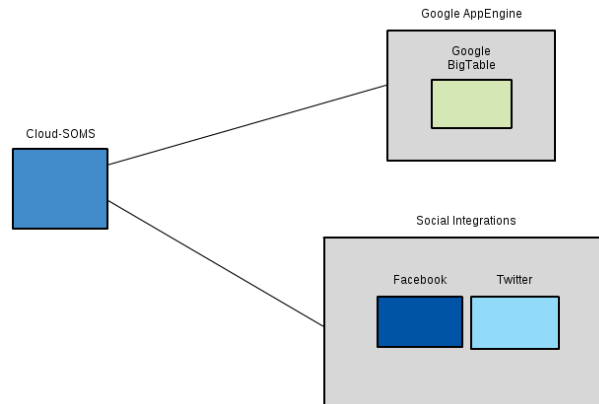 Google AppEngine
Google
BigTable
Cloud-SOMS
Social Integrations
Facebook
Twitter